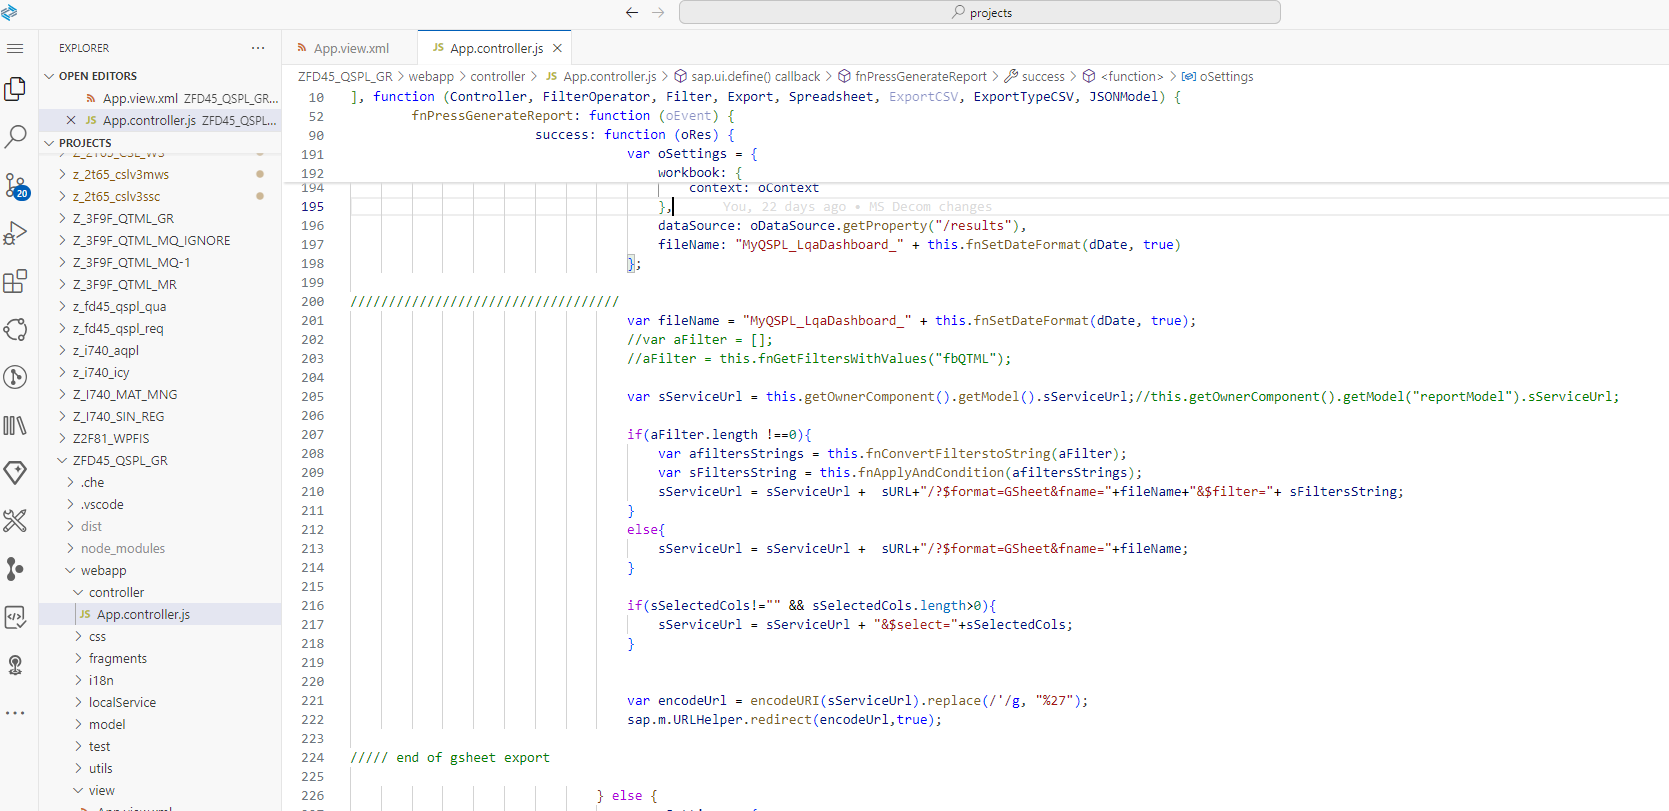 projects
EXPLORER
OPEN EDITORS
App.view.xml ZFD45_QSPL_GR...
App.controller.js ZFD45_QSPL...
PROJECTS
z_2t65_CSL_WS
z_2t65_cslv3mws
z_2t65_cslv3ssc
Z_3F9F_QTML_GR
Z_3F9F_QTML_MQ_IGNORE
Z_3F9F_QTML_MQ-1
Z_3F9F_QTML_MR
z_fd45_qspl_qua
z_fd45_qspl_req
z_i740_aqpl
z_i740_icy
Z_I740_MAT_MNG
Z_I740_SIN_REG
Z2F81_WPFIS
ZFD45_QSPL_GR
.che
.vscode
dist
node_modules
webapp
controller
JS App.controller.js
css
fragments
i18n
localService
model
test
utils
view
App.view.xml
20
App.view.xml
JS App.controller.js
ZFD45_QSPL_GR > webapp > controller > JS App.controller.js > sap.ui.define() callback > fnPressGenerateReport > success > <function> > oSettings
10 ], function (Controller, FilterOperator, Filter, Export, Spreadsheet, ExportCSV, ExportTypeCSV, JSONModel) {
52 fnPressGenerateReport: function (oEvent) {
90 success: function (oRes) {
191 var oSettings = {
192 workbook: {
194 context: oContext
195 }, You, 22 days ago • MS Decom changes
196 dataSource: oDataSource.getProperty("/results"),
197 fileName: "MyQSPL_LqaDashboard_" + this.fnSetDateFormat(dDate, true)
198 };
199
200 ///////////////////////////////////
201 var fileName = "MyQSPL_LqaDashboard_" + this.fnSetDateFormat(dDate, true);
202 //var aFilter = [];
203 //aFilter = this.fnGetFiltersWithValues("fbQTML");
204
205 var sServiceUrl = this.getOwnerComponent().getModel().sServiceUrl;//this.getOwnerComponent().getModel("reportModel").sServiceUrl;
206
207 if(aFilter.length !==0){
208 var afiltersStrings = this.fnConvertFilterstoString(aFilter);
209 var sFiltersString = this.fnApplyAndCondition(afiltersStrings);
210 sServiceUrl = sServiceUrl + sURL+"/?$format=GSheet&fname="+fileName+"&$filter="+ sFiltersString;
211 }
212 else{
213 sServiceUrl = sServiceUrl + sURL+"/?$format=GSheet&fname="+fileName;
214 }
215
216 if(sSelectedCols!="" && sSelectedCols.length>0){
217 sServiceUrl = sServiceUrl + "&$select="+sSelectedCols;
218 }
219
220
221 var encodeUrl = encodeURI(sServiceUrl).replace(/'/g, "%27");
222 sap.m.URLHelper.redirect(encodeUrl,true);
223
224 ///// end of gsheet export
225
226 } else {